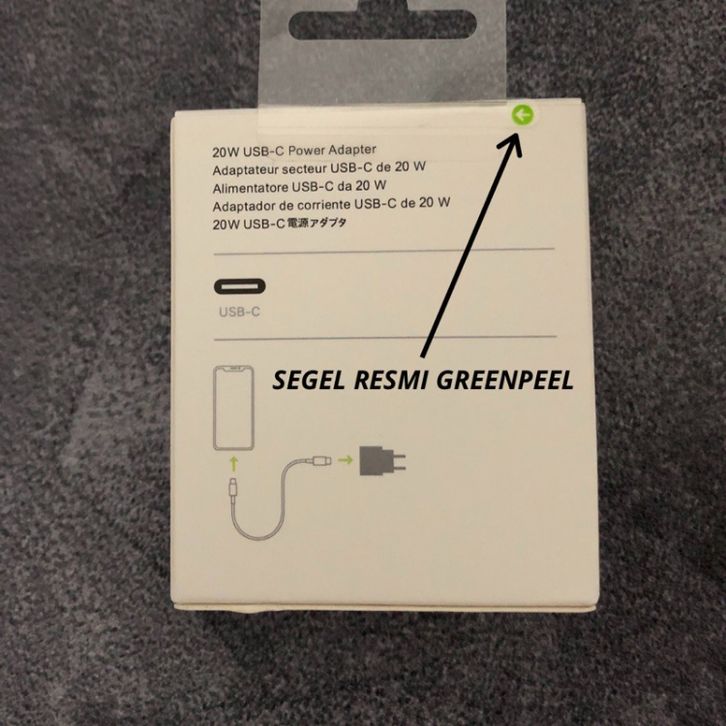 20W USB-C Power Adapter
Adaptateur secteur USB-C de 20 W
Alimentatore USB-C da 20 W
Adaptador de corriente USB-C de 20 W
20W USB-C電源アダプタ
USB-C
SEGEL RESMI GREENPEEL